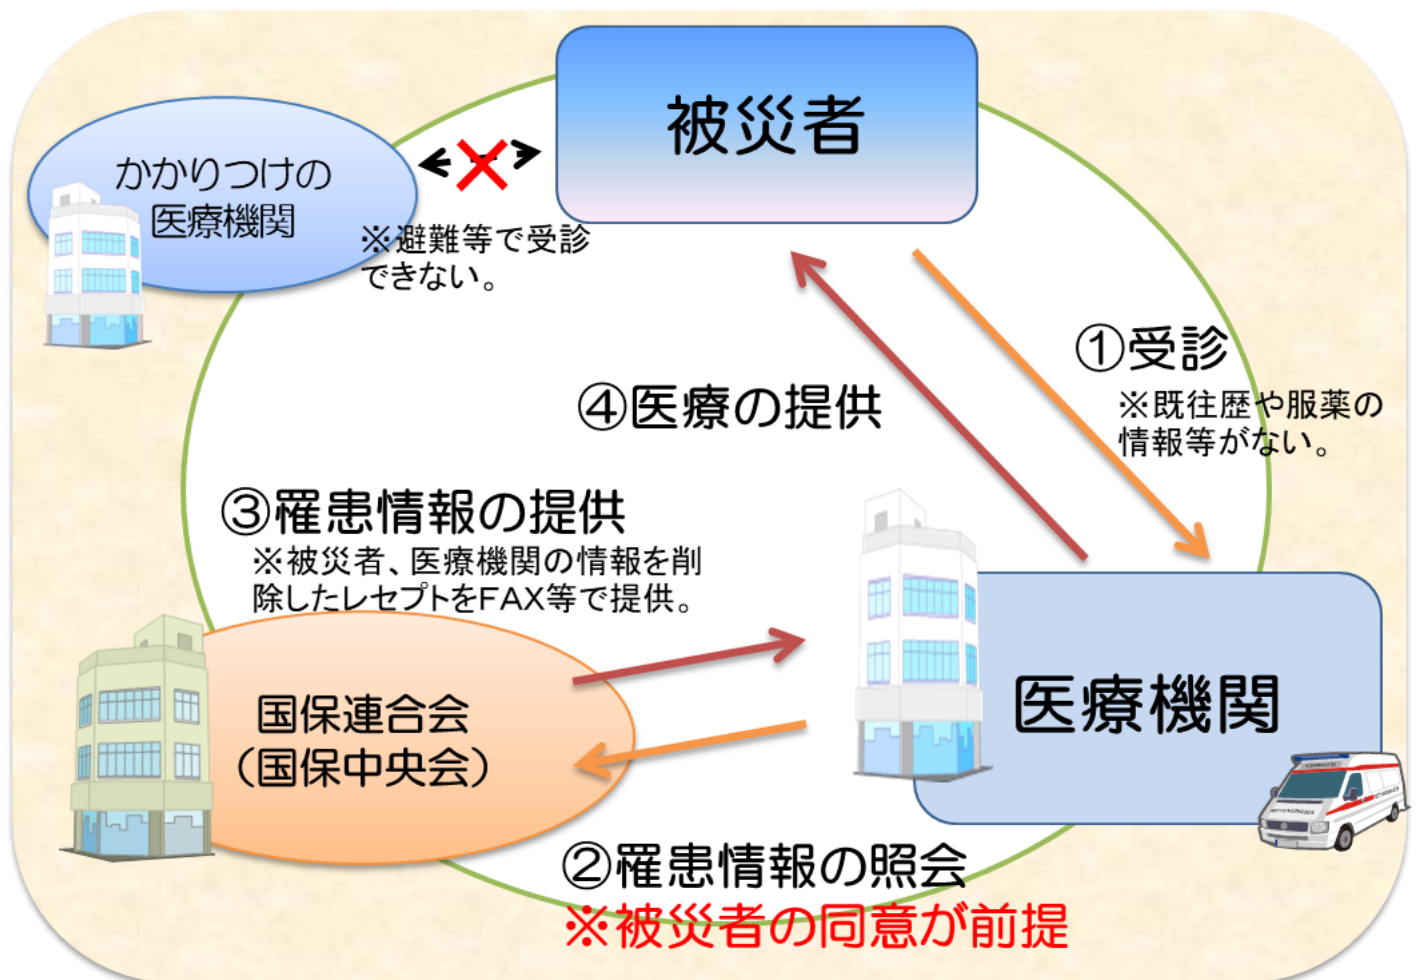 被災者
かかりつけの
医療機関
※避難等で受診
できない。
①受診
※既往歴や服薬の
情報等がない。
④医療の提供
③罹患情報の提供
※被災者、医療機関の情報を削
除したレセプトをFAX等で提供。
国保連合会
（国保中央会）
医療機関
②罹患情報の照会
※被災者の同意が前提